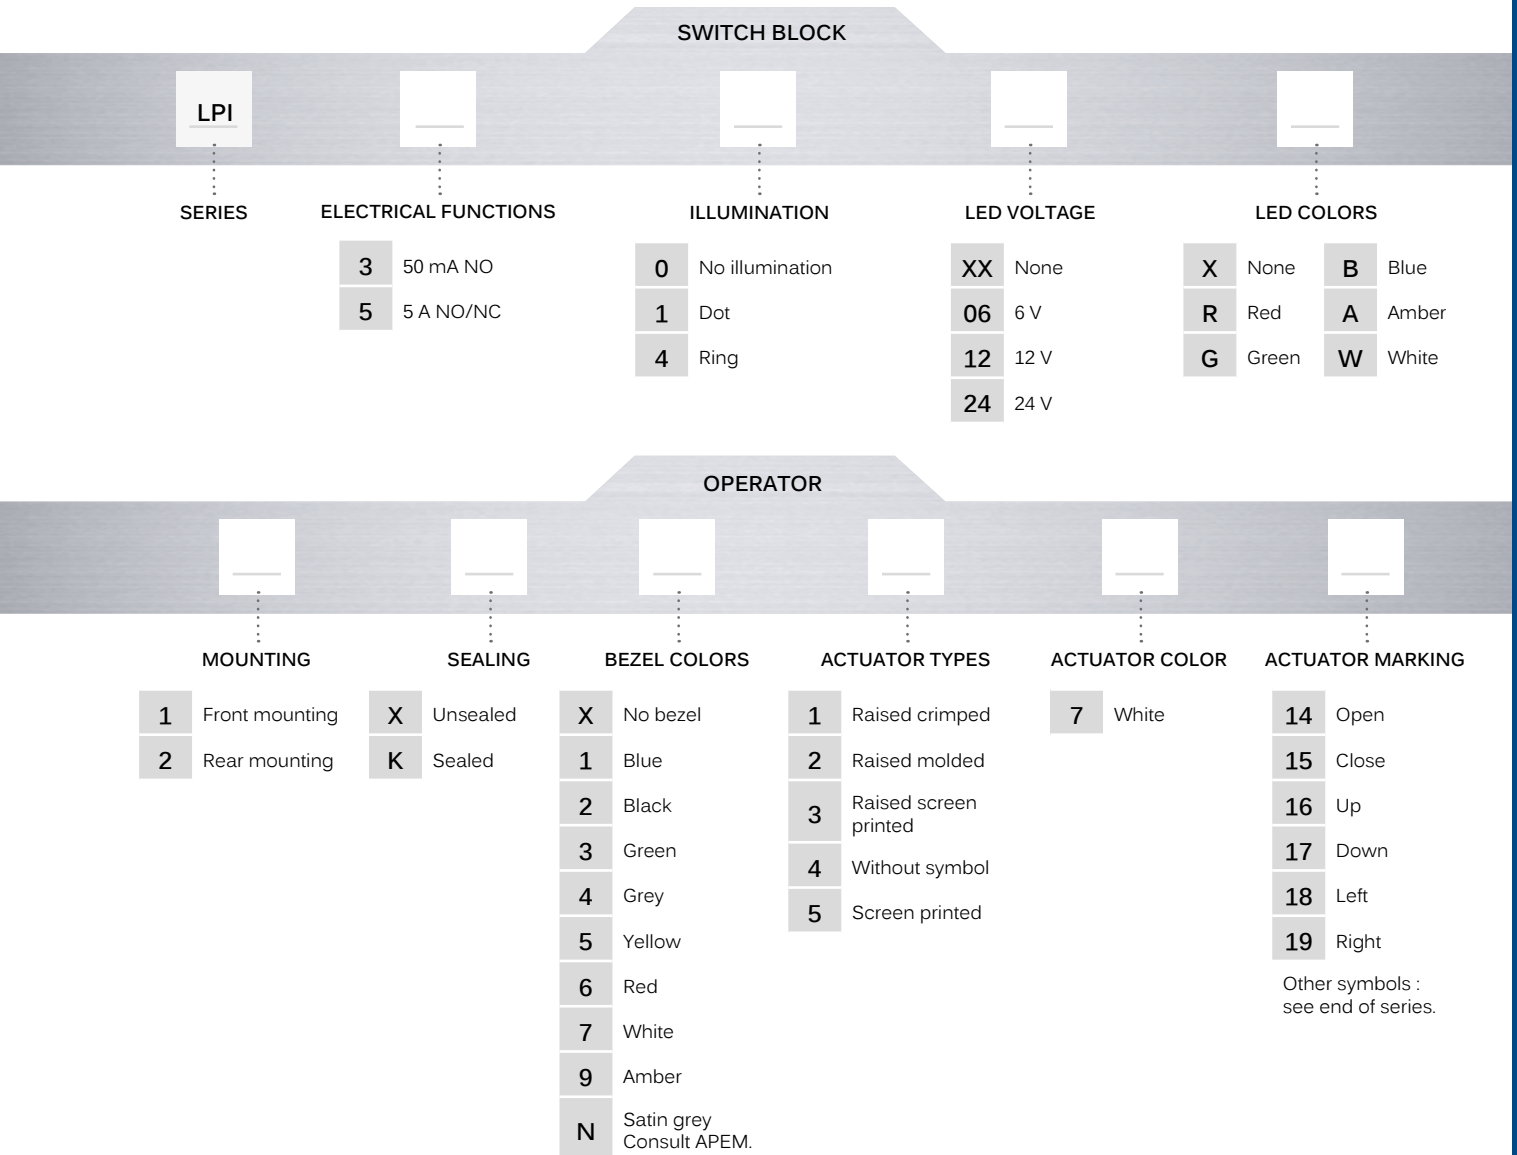 SWITCH BLOCK
LPI
SERIES
ELECTRICAL FUNCTIONS
3 50 mA NO
5 5 A NO/NC
ILLUMINATION
0 No illumination
1 Dot
4 Ring
LED VOLTAGE
XX None
06 6 V
12 12 V
24 24 V
LED COLORS
X None
R Red
G Green
B Blue
A Amber
W White
OPERATOR
MOUNTING
1 Front mounting
2 Rear mounting
SEALING
X Unsealed
K Sealed
BEZEL COLORS
X No bezel
1 Blue
2 Black
3 Green
4 Grey
5 Yellow
6 Red
7 White
9 Amber
N Satin grey
Consult APEM.
ACTUATOR TYPES
1 Raised crimped
2 Raised molded
3 Raised screen
printed
4 Without symbol
5 Screen printed
ACTUATOR COLOR
7 White
ACTUATOR MARKING
14 Open
15 Close
16 Up
17 Down
18 Left
19 Right
Other symbols :
see end of series.